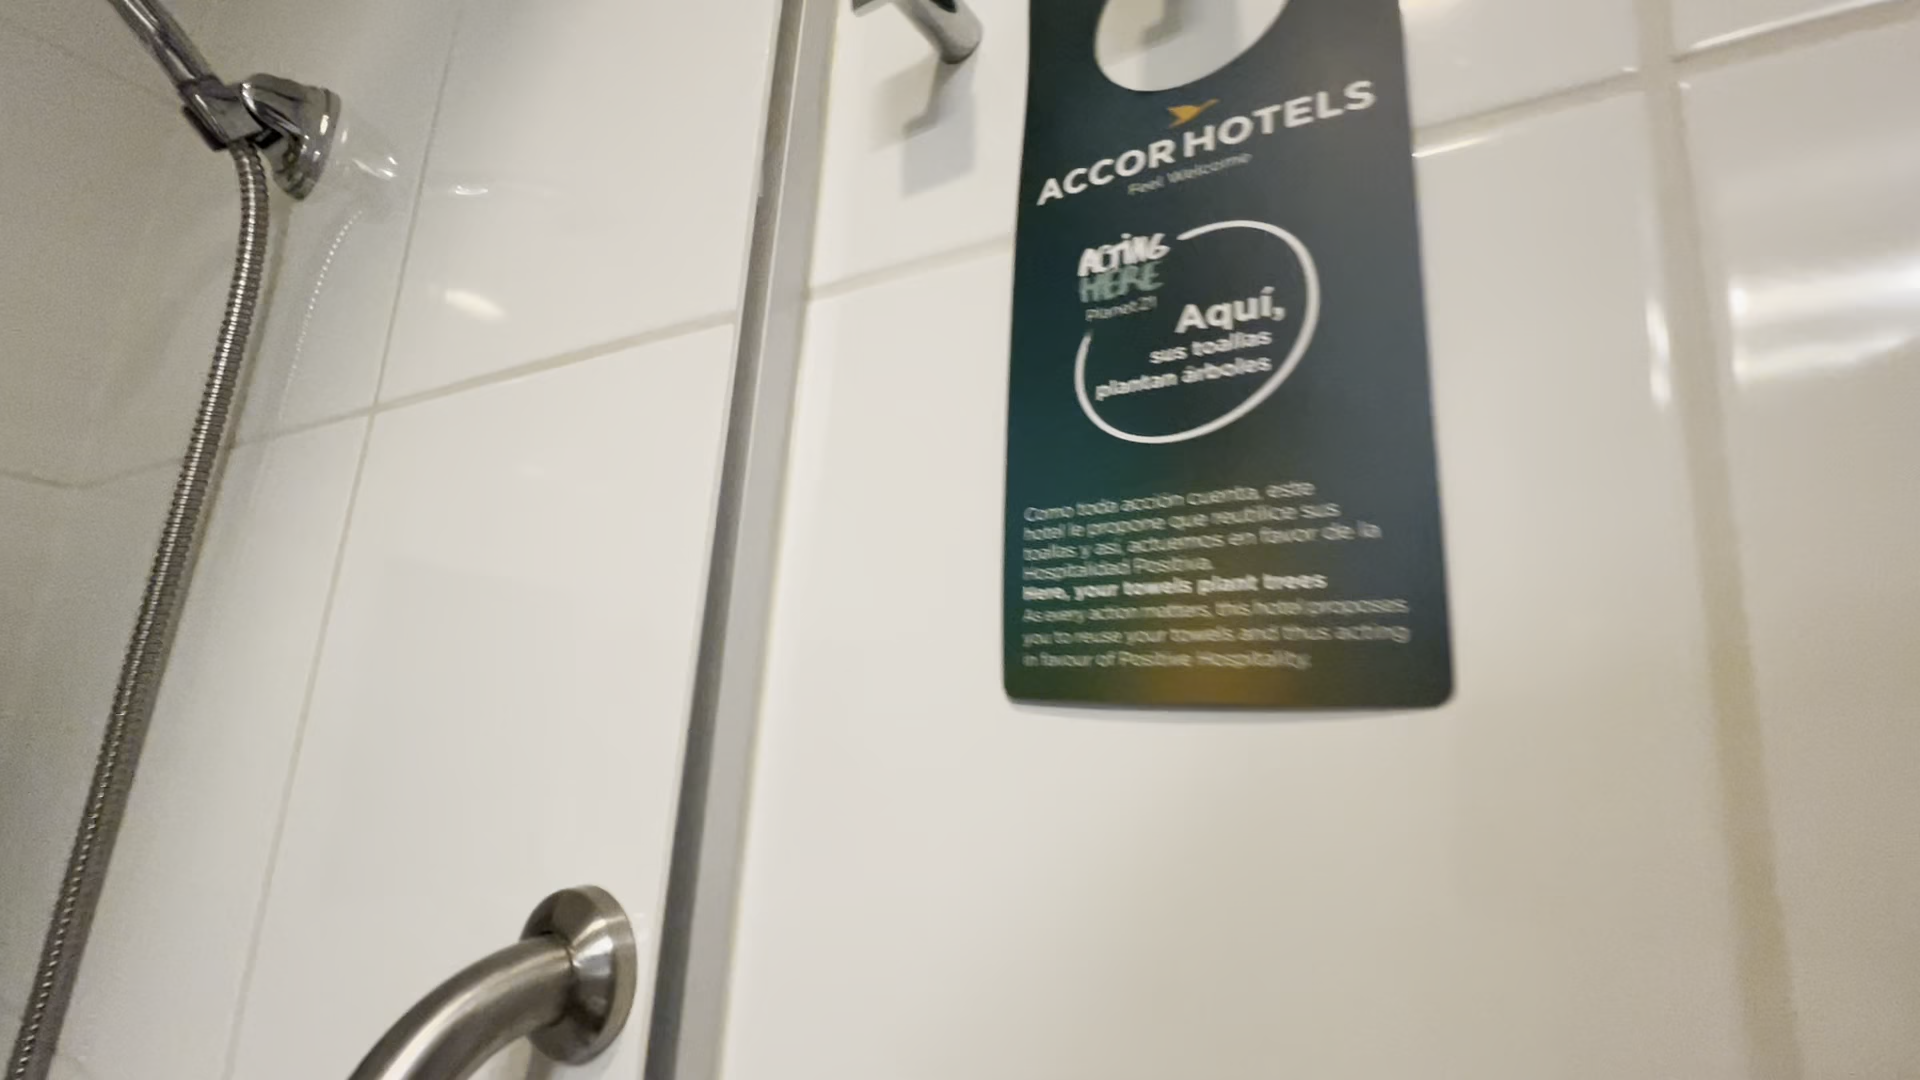 ACCOR HOTELS
Feel Welcome
ACTING
HERE
Planet 21
Aquí,
sus toallas
plantan árboles
Como toda acción cuenta, este
hotel le propone que reutilice sus
toallas y así, actuemos en favor de la
Hospitalidad Positiva.
Here, your towels plant trees
As every action matters, this hotel proposes
you to reuse your towels and thus acting
in favour of Positive Hospitality.